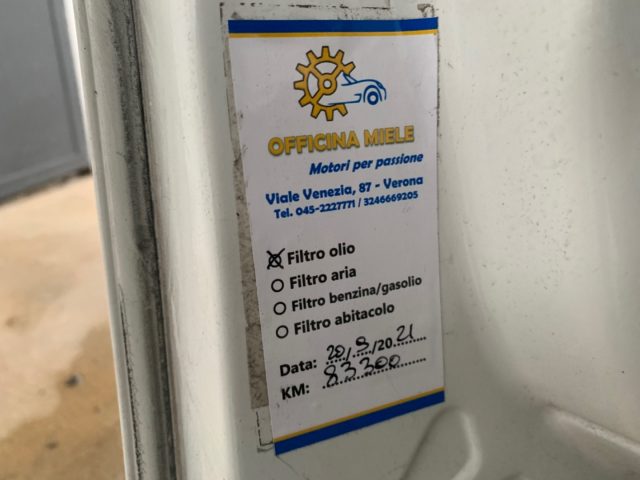 OFFICINA MIELE
Motori per passione
Viale Venezia, 87 - Verona
Tel. 045-2227771 / 3246669205
Filtro olio
Filtro aria
Filtro benzina/gasolio
Filtro abitacolo
Data: 20/9/2021
KM: 83300